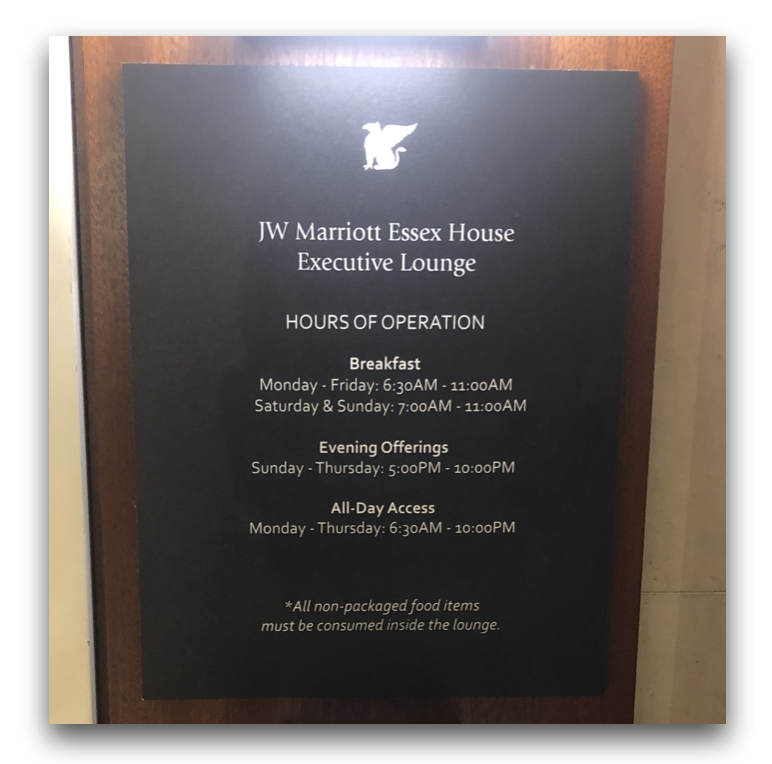 JW Marriott Essex House
Executive Lounge
HOURS OF OPERATION
Breakfast
Monday - Friday: 6:30AM - 11:00AM
Saturday & Sunday: 7:00AM - 11:00AM
Evening Offerings
Sunday - Thursday: 5:00PM - 10:00PM
All-Day Access
Monday - Thursday: 6:30AM - 10:00PM
*All non-packaged food items
must be consumed inside the lounge.